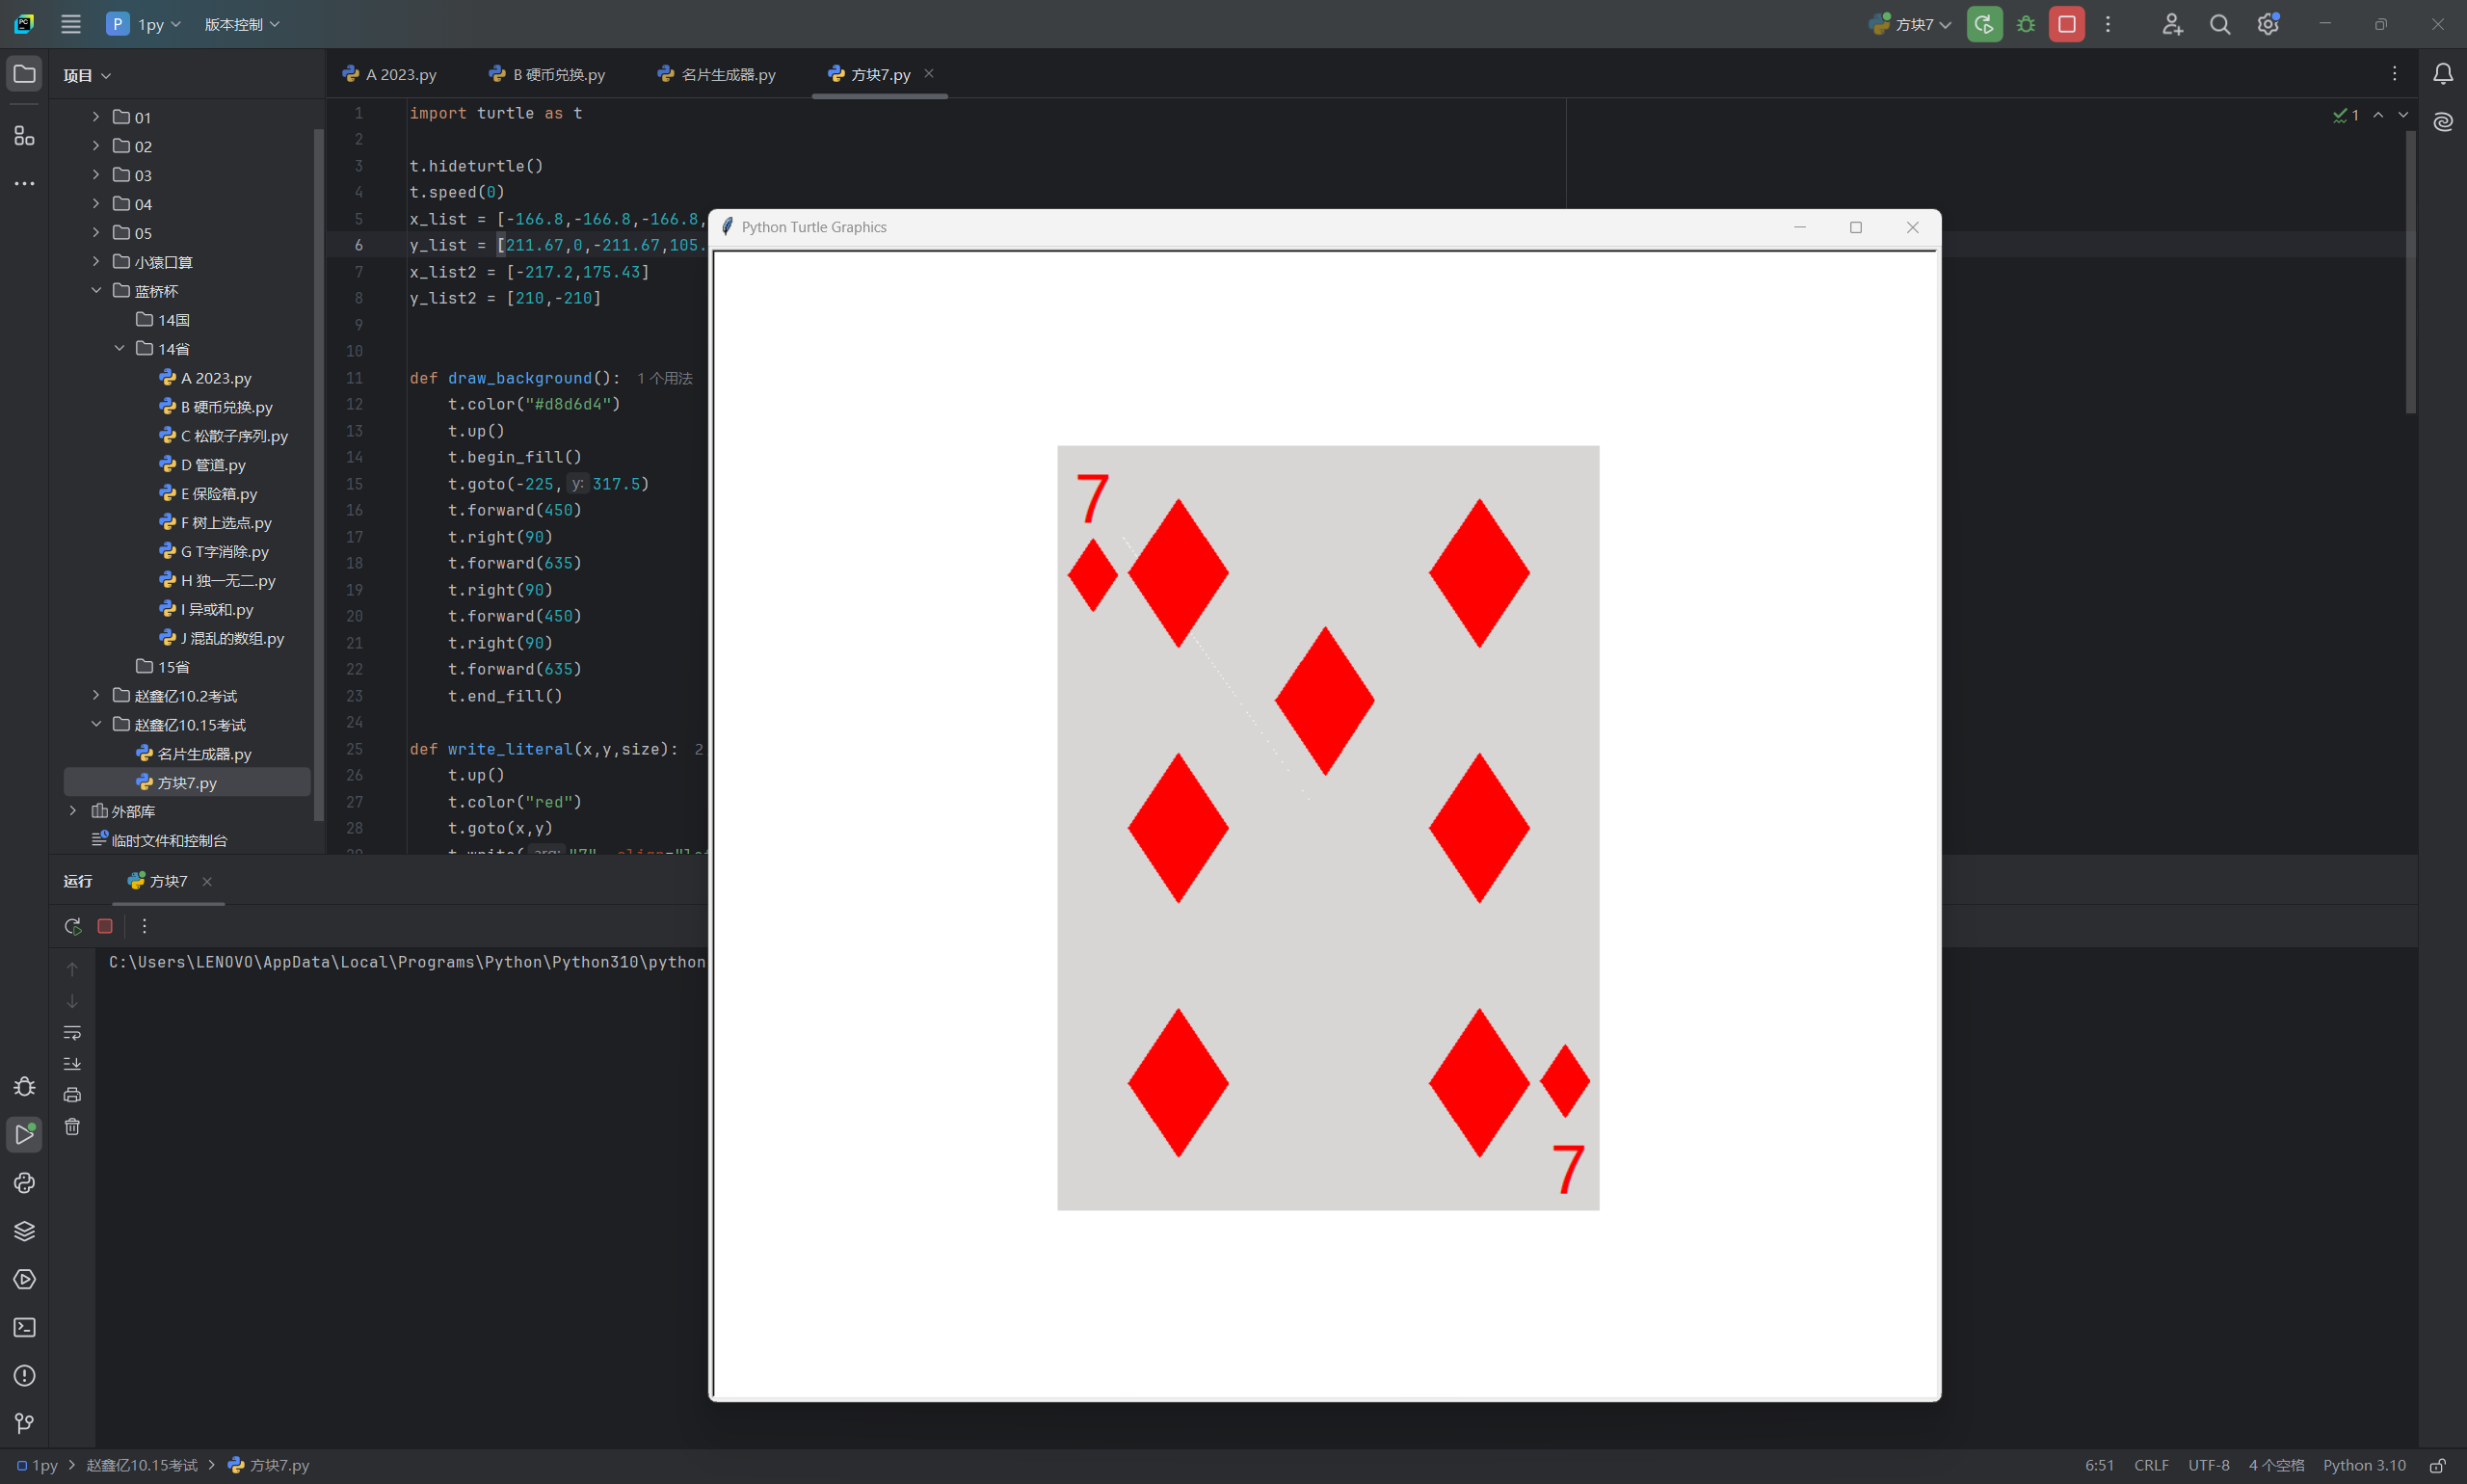 P 1py 版本控制 方块7
项目
A 2023.py B 硬币兑换.py 名片生成器.py 方块7.py
01
02
03
04
05
小猿口算
蓝桥杯
14国
14省
A 2023.py
B 硬币兑换.py
C 松散子序列.py
D 管道.py
E 保险箱.py
F 树上选点.py
G T字消除.py
H 独一无二.py
I 异或和.py
J 混乱的数组.py
15省
赵鑫亿10.2考试
赵鑫亿10.15考试
名片生成器.py
方块7.py
外部库
临时文件和控制台
1 import turtle as t
2
3 t.hideturtle()
4 t.speed(0)
5 x_list = [-166.8,-166.8,-166.8,
6 y_list = [211.67,0,-211.67,105.
7 x_list2 = [-217.2,175.43]
8 y_list2 = [210,-210]
9
10
11 def draw_background(): 1 个用法
12 t.color("#d8d6d4")
13 t.up()
14 t.begin_fill()
15 t.goto(-225, y: 317.5)
16 t.forward(450)
17 t.right(90)
18 t.forward(635)
19 t.right(90)
20 t.forward(450)
21 t.right(90)
22 t.forward(635)
23 t.end_fill()
24
25 def write_literal(x,y,size): 2
26 t.up()
27 t.color("red")
28 t.goto(x,y)
1
Python Turtle Graphics
7
7
运行 方块7
C:\Users\LENOVO\AppData\Local\Programs\Python\Python310\python
1py > 赵鑫亿10.15考试 > 方块7.py
6:51 CRLF UTF-8 4 个空格 Python 3.10